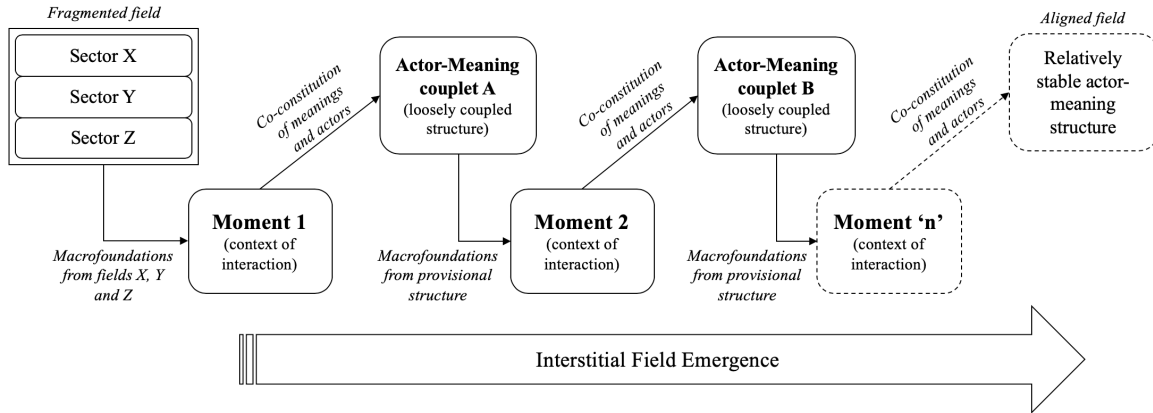 Fragmented field
Sector X
Sector Y
Sector Z
Macrofoundations
from fields X, Y
and Z
Moment 1
(context of
interaction)
Co-constitution
of meanings
and actors
Actor-Meaning
couplet A
(loosely coupled
structure)
Macrofoundations
from provisional
structure
Moment 2
(context of
interaction)
Co-constitution
of meanings
and actors
Actor-Meaning
couplet B
(loosely coupled
structure)
Macrofoundations
from provisional
structure
Moment ‘n’
(context of
interaction)
Co-constitution
of meanings
and actors
Aligned field
Relatively
stable actor-
meaning
structure
Interstitial Field Emergence